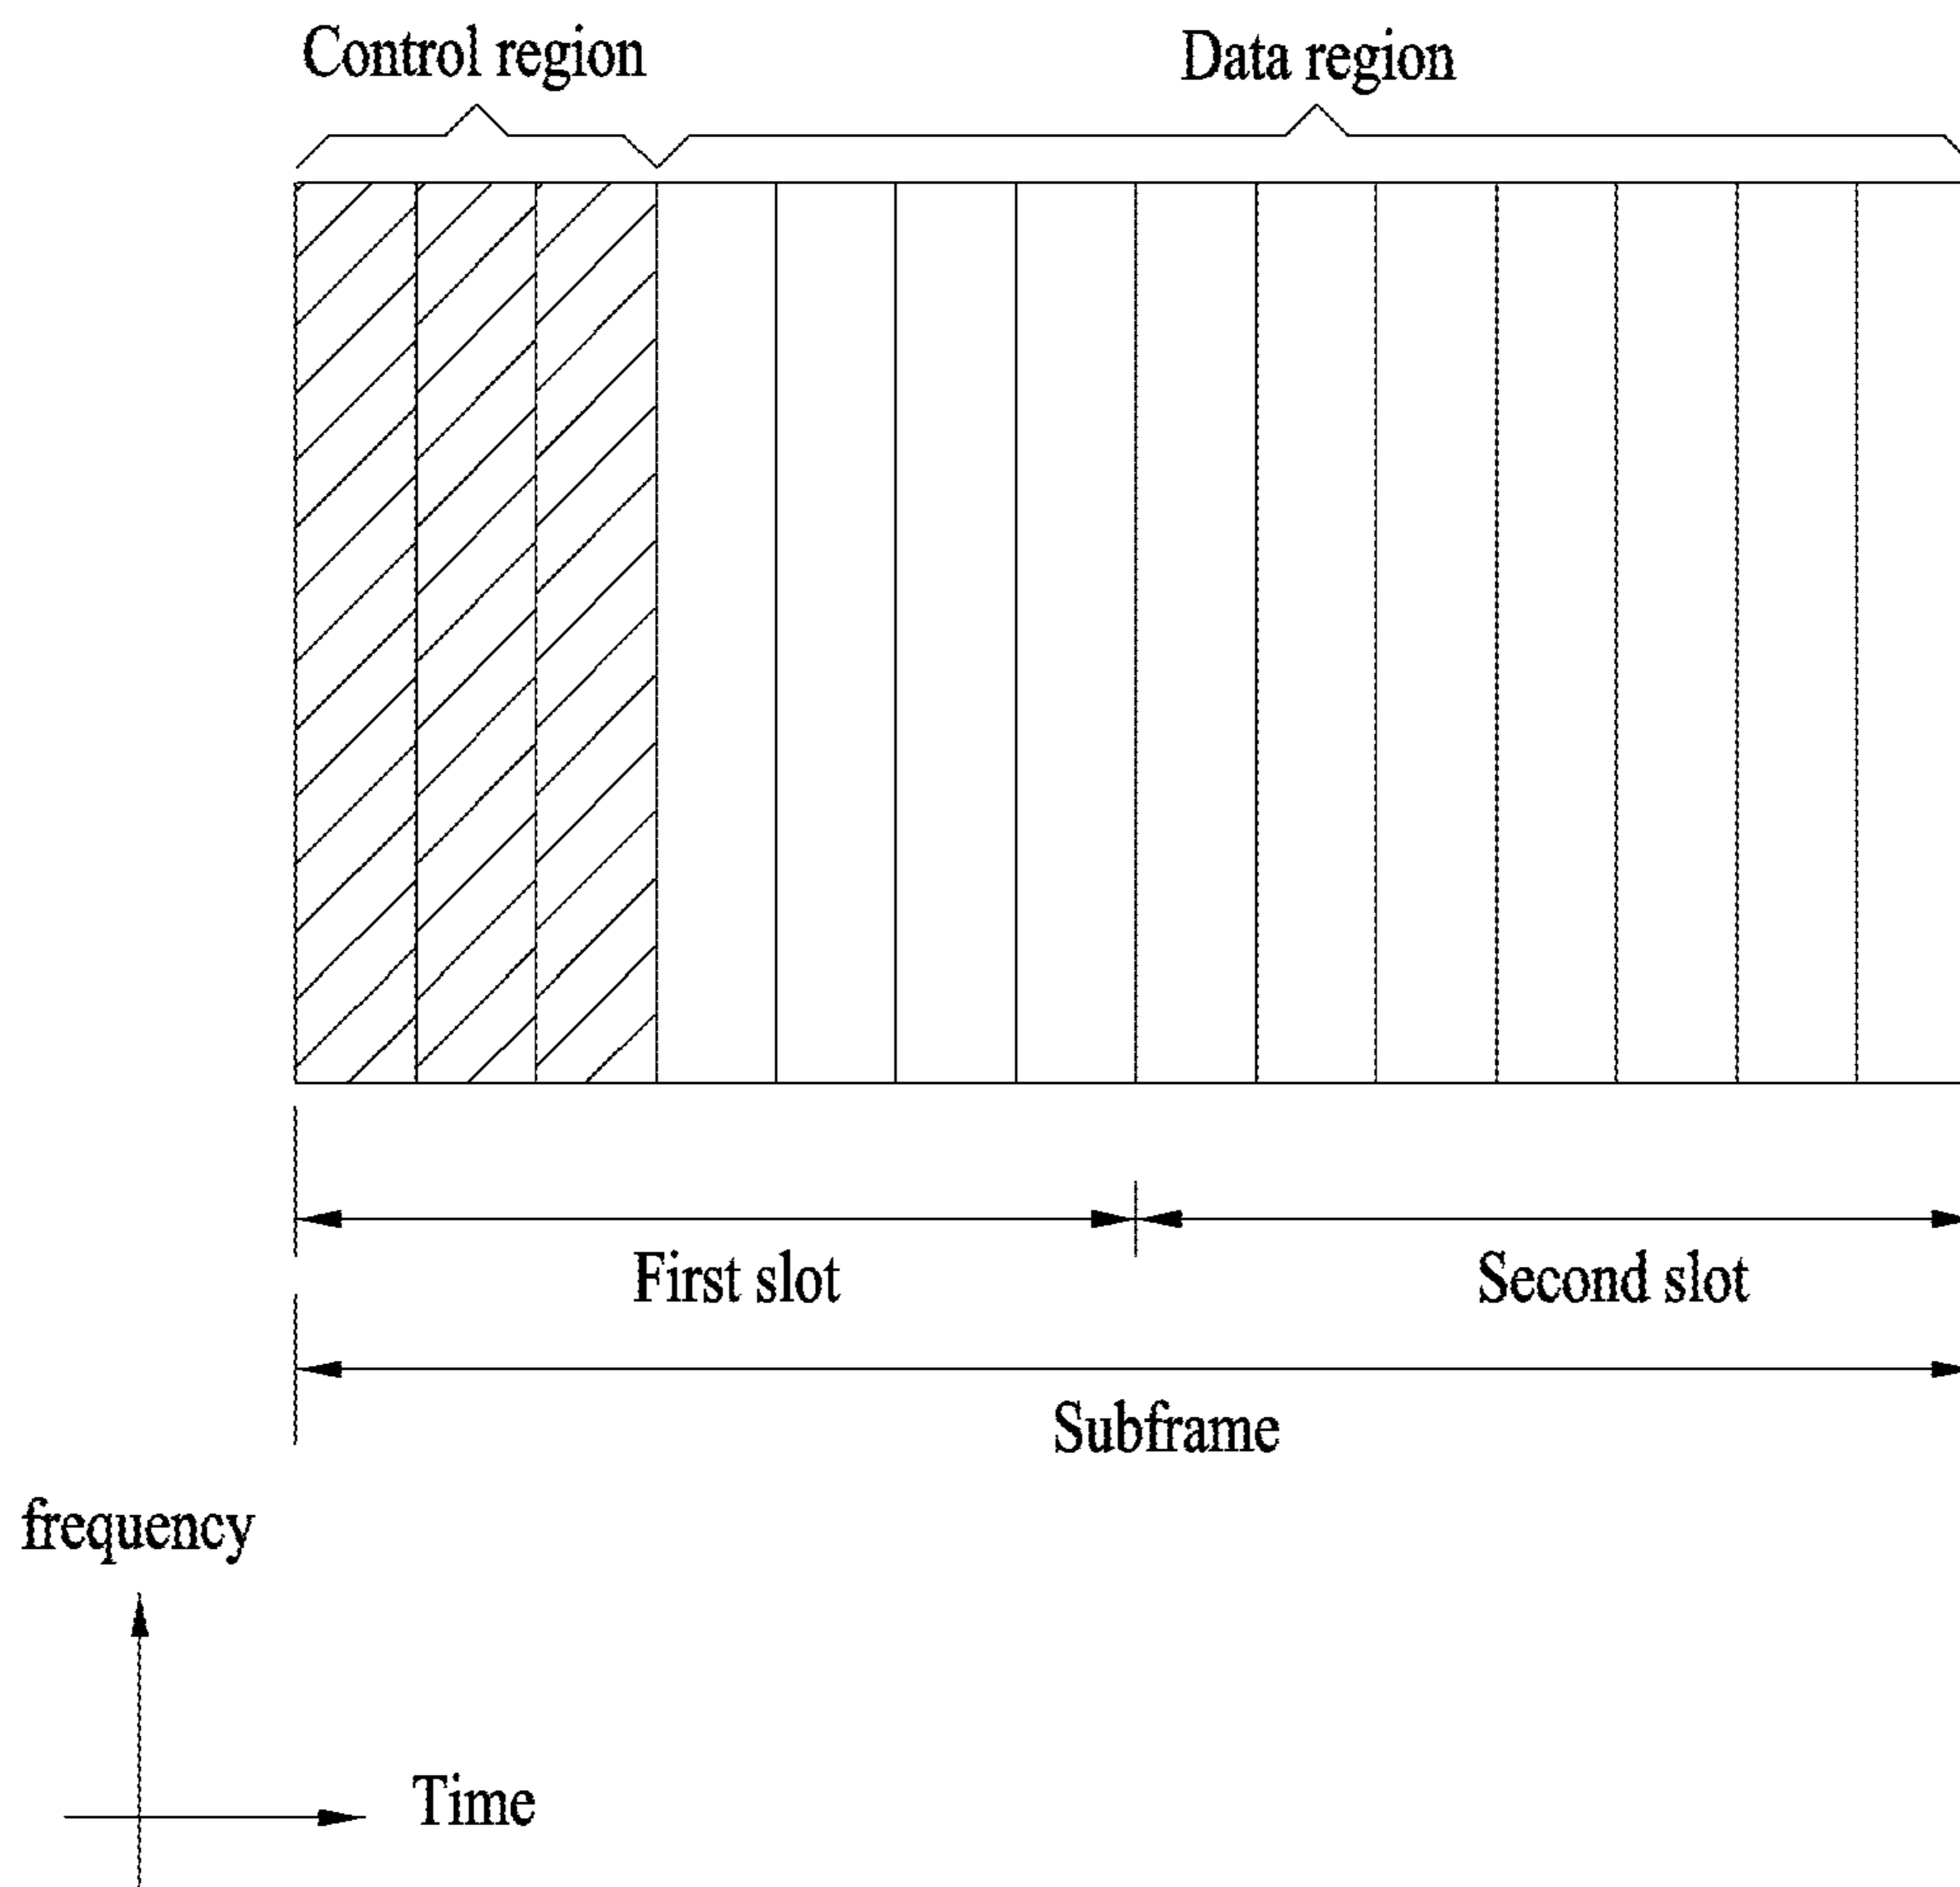 Control region
Data region
First slot
Second slot
Subframe
frequency
Time